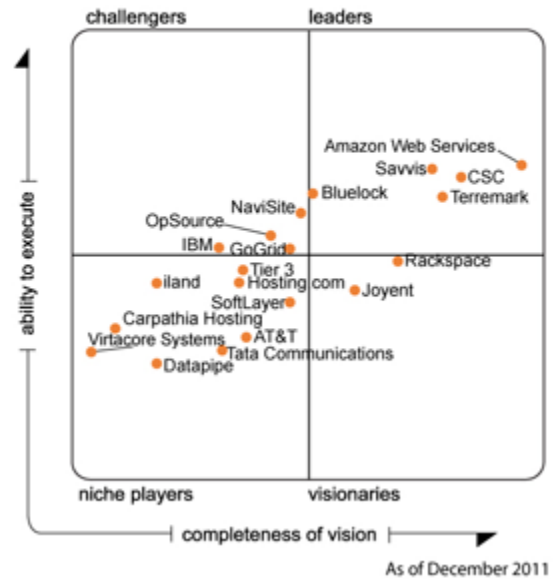 challengers
leaders
Amazon Web Services
Savvis
CSC
Bluelock
Terremark
NaviSite
OpSource
IBM
GoGrid
Rackspace
Tier 3
iland
Hosting.com
Joyent
SoftLayer
Carpathia Hosting
Virtacore Systems
AT&T
Tata Communications
Datapipe
niche players
visionaries
ability to execute
completeness of vision
As of December 2011